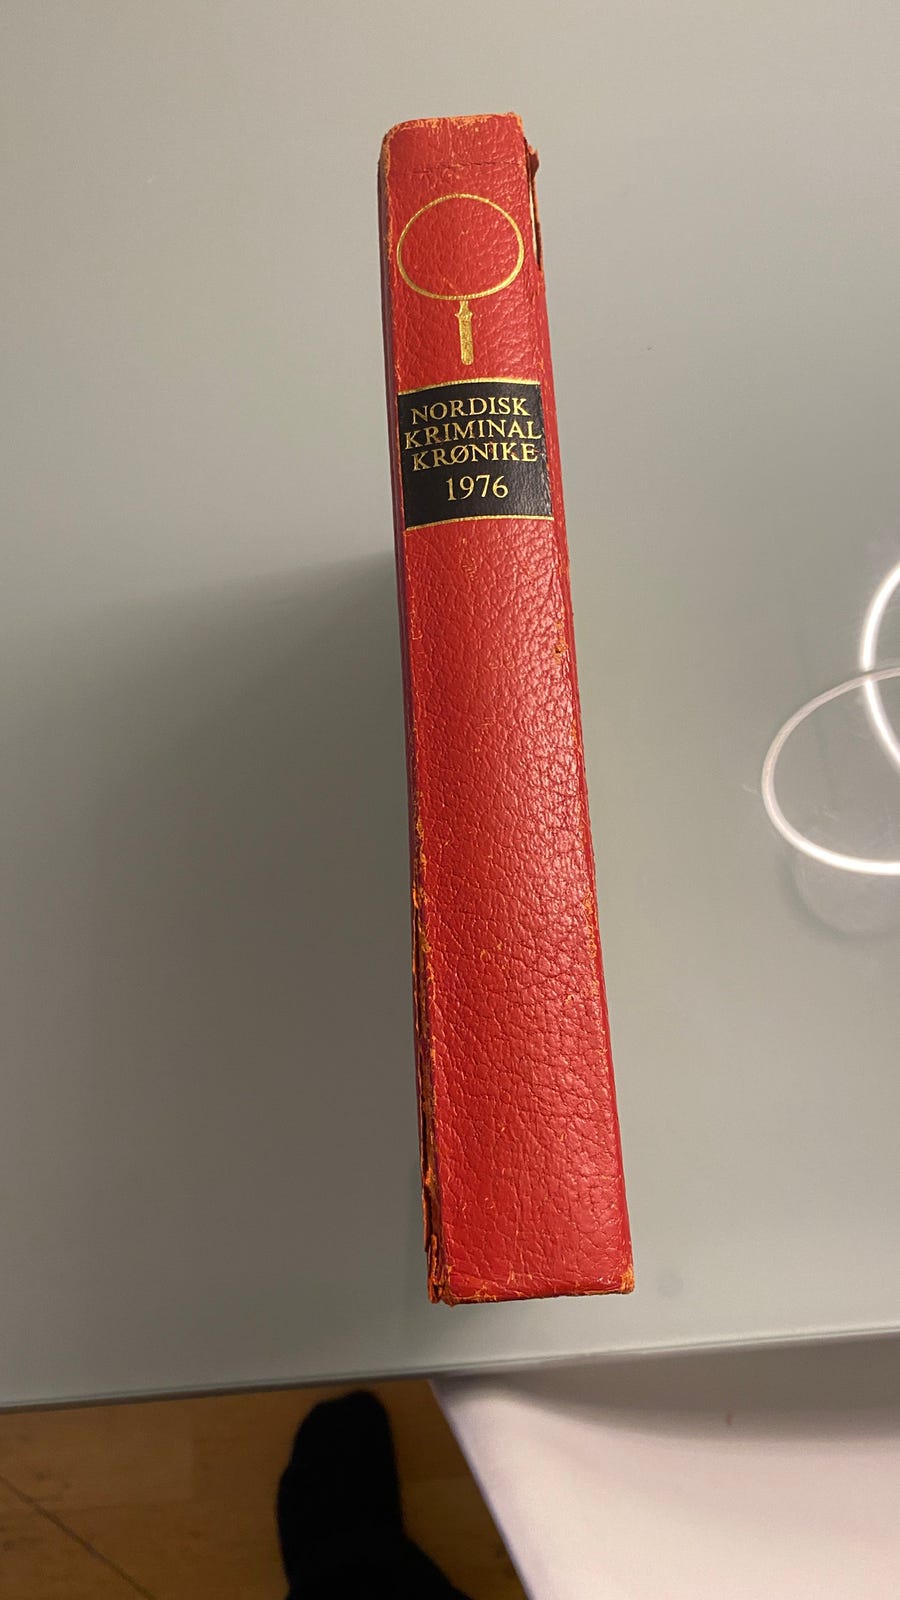 NORDISK
KRIMINAL
KRØNIKE
1976